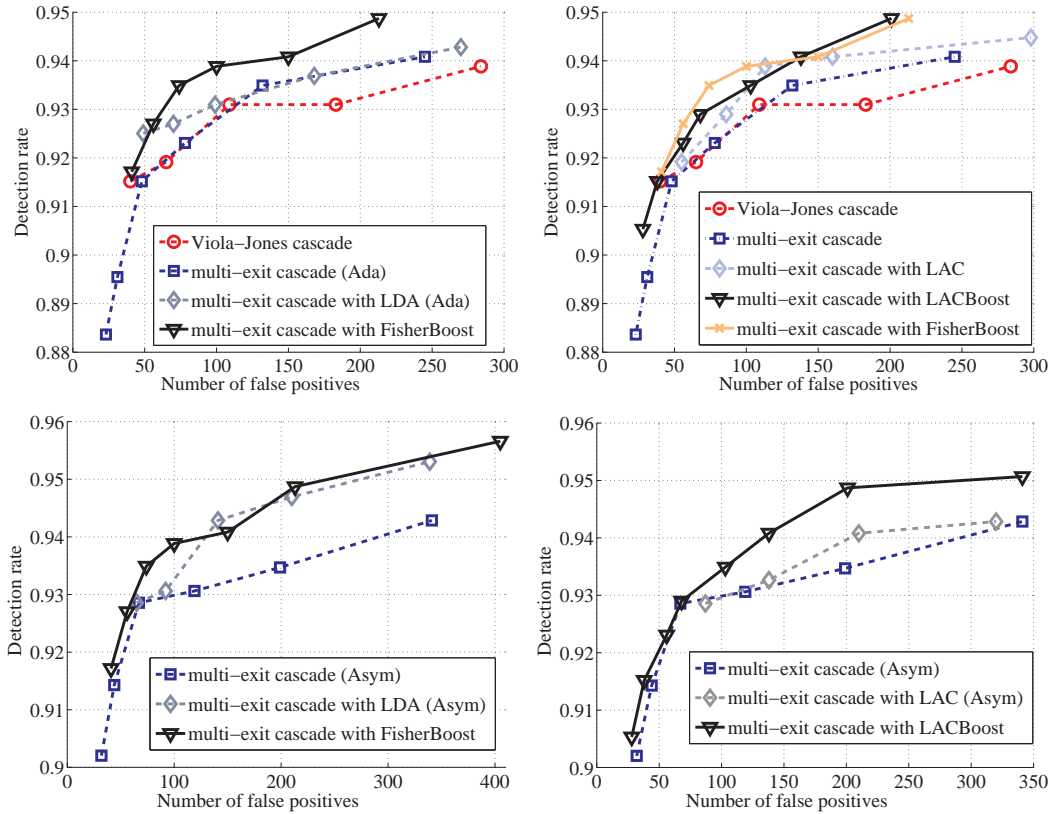 0.95
0.94
0.93
0.92
0.91
0.9
0.89
0.88
Detection rate
0
50
100
150
200
250
300
Number of false positives
Viola−Jones cascade
multi−exit cascade (Ada)
multi−exit cascade with LDA (Ada)
multi−exit cascade with FisherBoost
0.95
0.94
0.93
0.92
0.91
0.9
0.89
0.88
Detection rate
0
50
100
150
200
250
300
Number of false positives
Viola−Jones cascade
multi−exit cascade
multi−exit cascade with LAC
multi−exit cascade with LACBoost
multi−exit cascade with FisherBoost
0.96
0.95
0.94
0.93
0.92
0.91
0.9
Detection rate
0
100
200
300
400
Number of false positives
multi−exit cascade (Asym)
multi−exit cascade with LDA (Asym)
multi−exit cascade with FisherBoost
0.96
0.95
0.94
0.93
0.92
0.91
0.9
Detection rate
0
50
100
150
200
250
300
350
Number of false positives
multi−exit cascade (Asym)
multi−exit cascade with LAC (Asym)
multi−exit cascade with LACBoost